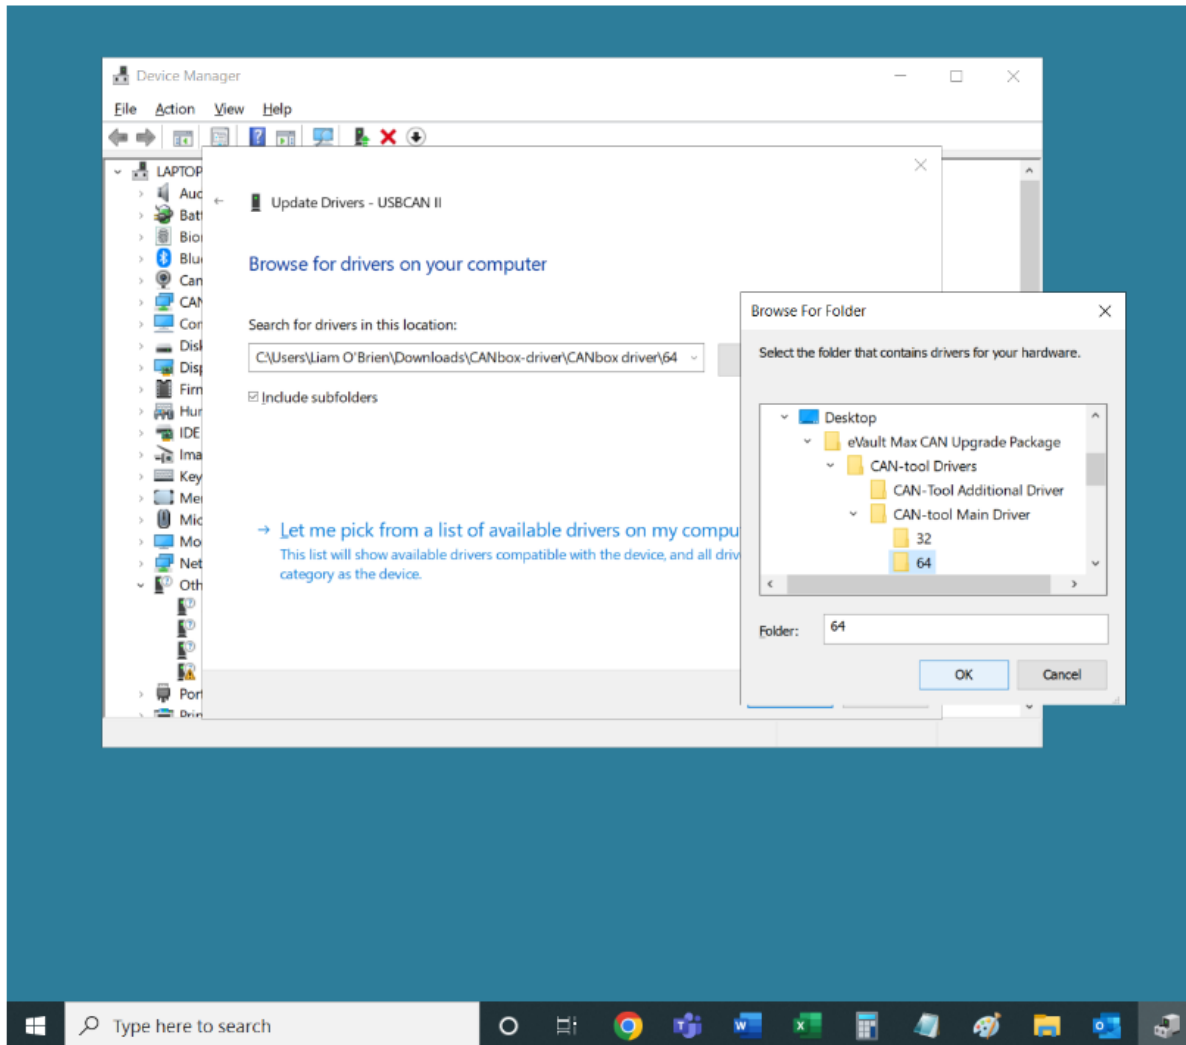 Device Manager
File Action View Help
LAPTOP
Update Drivers - USBCAN II
Browse for drivers on your computer
Search for drivers in this location:
C:\Users\Liam O'Brien\Downloads\CANbox-driver\CANbox driver\64
Include subfolders
→ Let me pick from a list of available drivers on my compu
This list will show available drivers compatible with the device, and all driv
category as the device.
Aud
Batt
Bior
Blu
Can
CAN
Cor
Disk
Disp
Firn
Hur
IDE
Ima
Key
Me
Mic
Mo
Net
Oth
Port
Prin
Browse For Folder
Select the folder that contains drivers for your hardware.
Desktop
eVault Max CAN Upgrade Package
CAN-tool Drivers
CAN-Tool Additional Driver
CAN-tool Main Driver
32
64
Folder: 64
OK Cancel
Type here to search